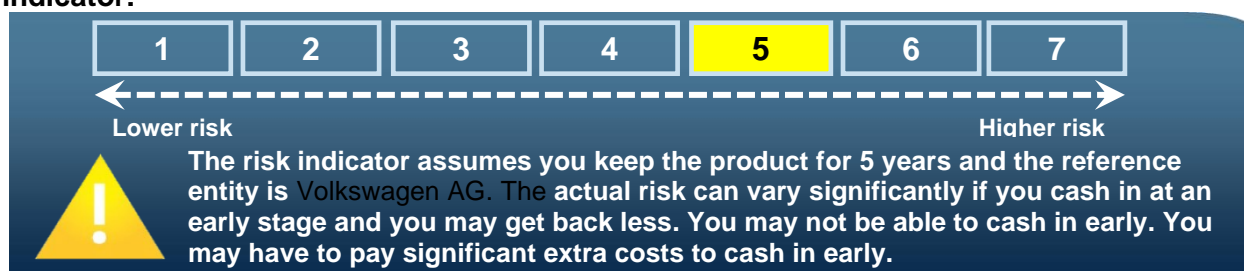 indicator:
1 2 3 4 5 6 7
Lower risk Higher risk
The risk indicator assumes you keep the product for 5 years and the reference
entity is Volkswagen AG. The actual risk can vary significantly if you cash in at an
early stage and you may get back less. You may not be able to cash in early. You
may have to pay significant extra costs to cash in early.